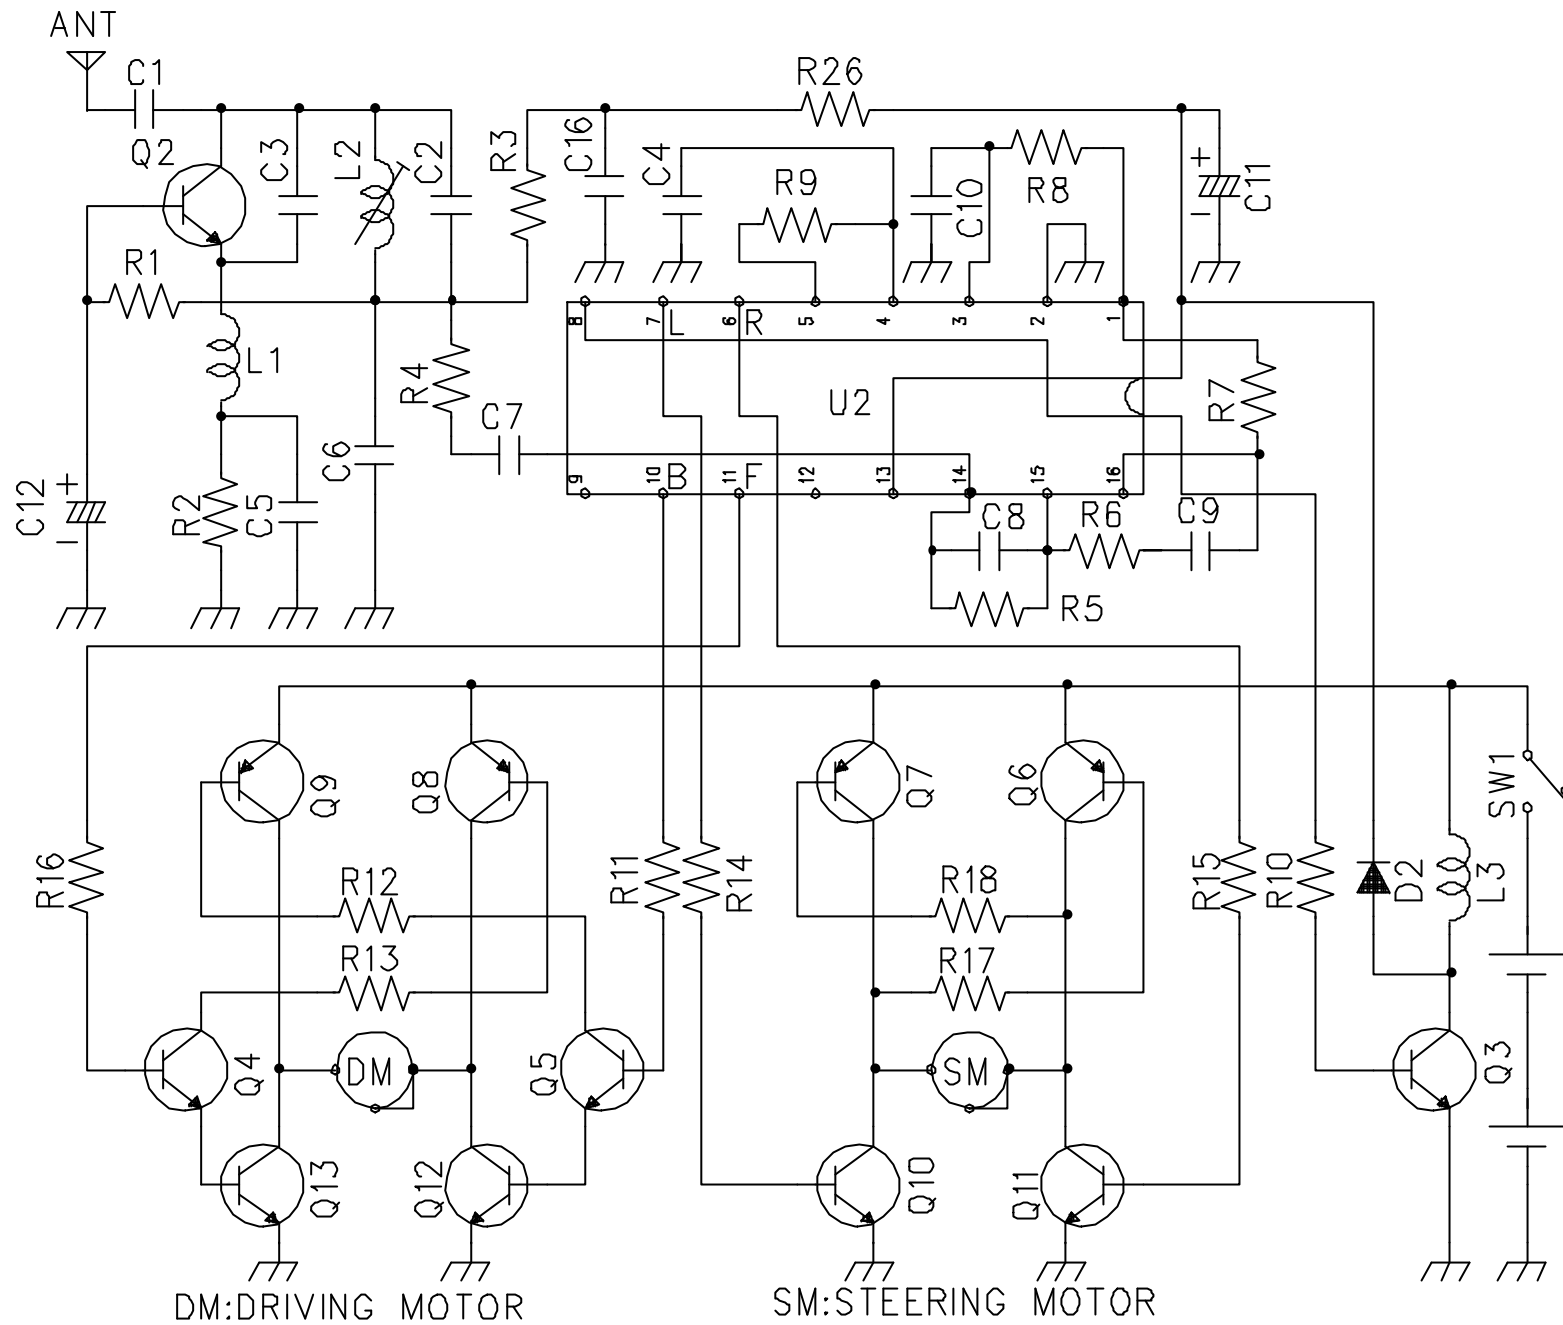 ANT
C1
R26
Q2
C3
L2
C2
R3
C16
C4
R9
C10
R8
+
C11
R1
8
7
L
6
R
5
4
3
2
1
L1
R4
U2
R7
C7
C6
9
10
B
11
F
12
13
14
15
16
C12
+
R2
C5
C8
R6
C9
R5
Q9
Q8
Q7
Q6
SW1
R16
R12
R11
R14
R18
R15
R10
D2
L3
R13
R17
Q4
DM
Q5
SM
Q3
Q13
Q12
Q10
Q11
DM:DRIVING MOTOR
SM:STEERING MOTOR